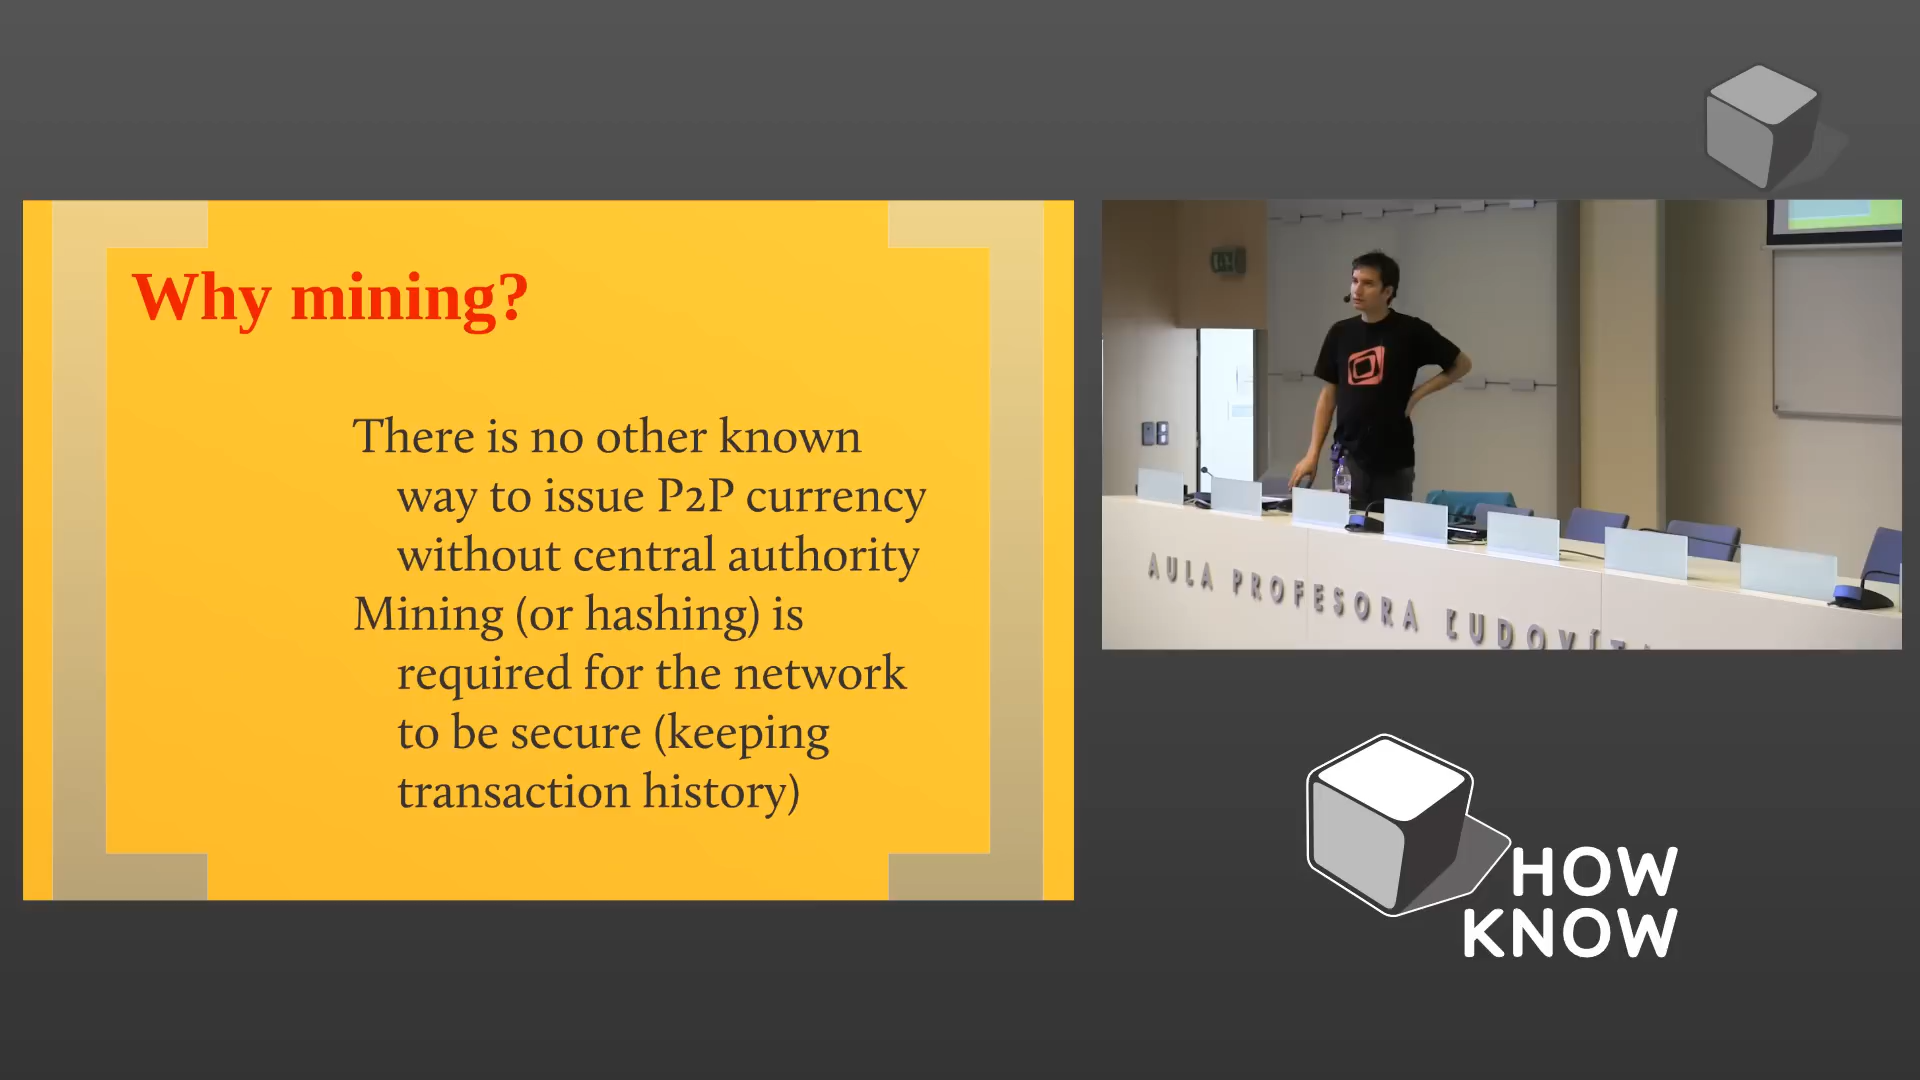 Why mining?
There is no other known
way to issue P2P currency
without central authority
Mining (or hashing) is
required for the network
to be secure (keeping
transaction history)
AULA PROFESORA ĽUDOVÍT
HOW
KNOW